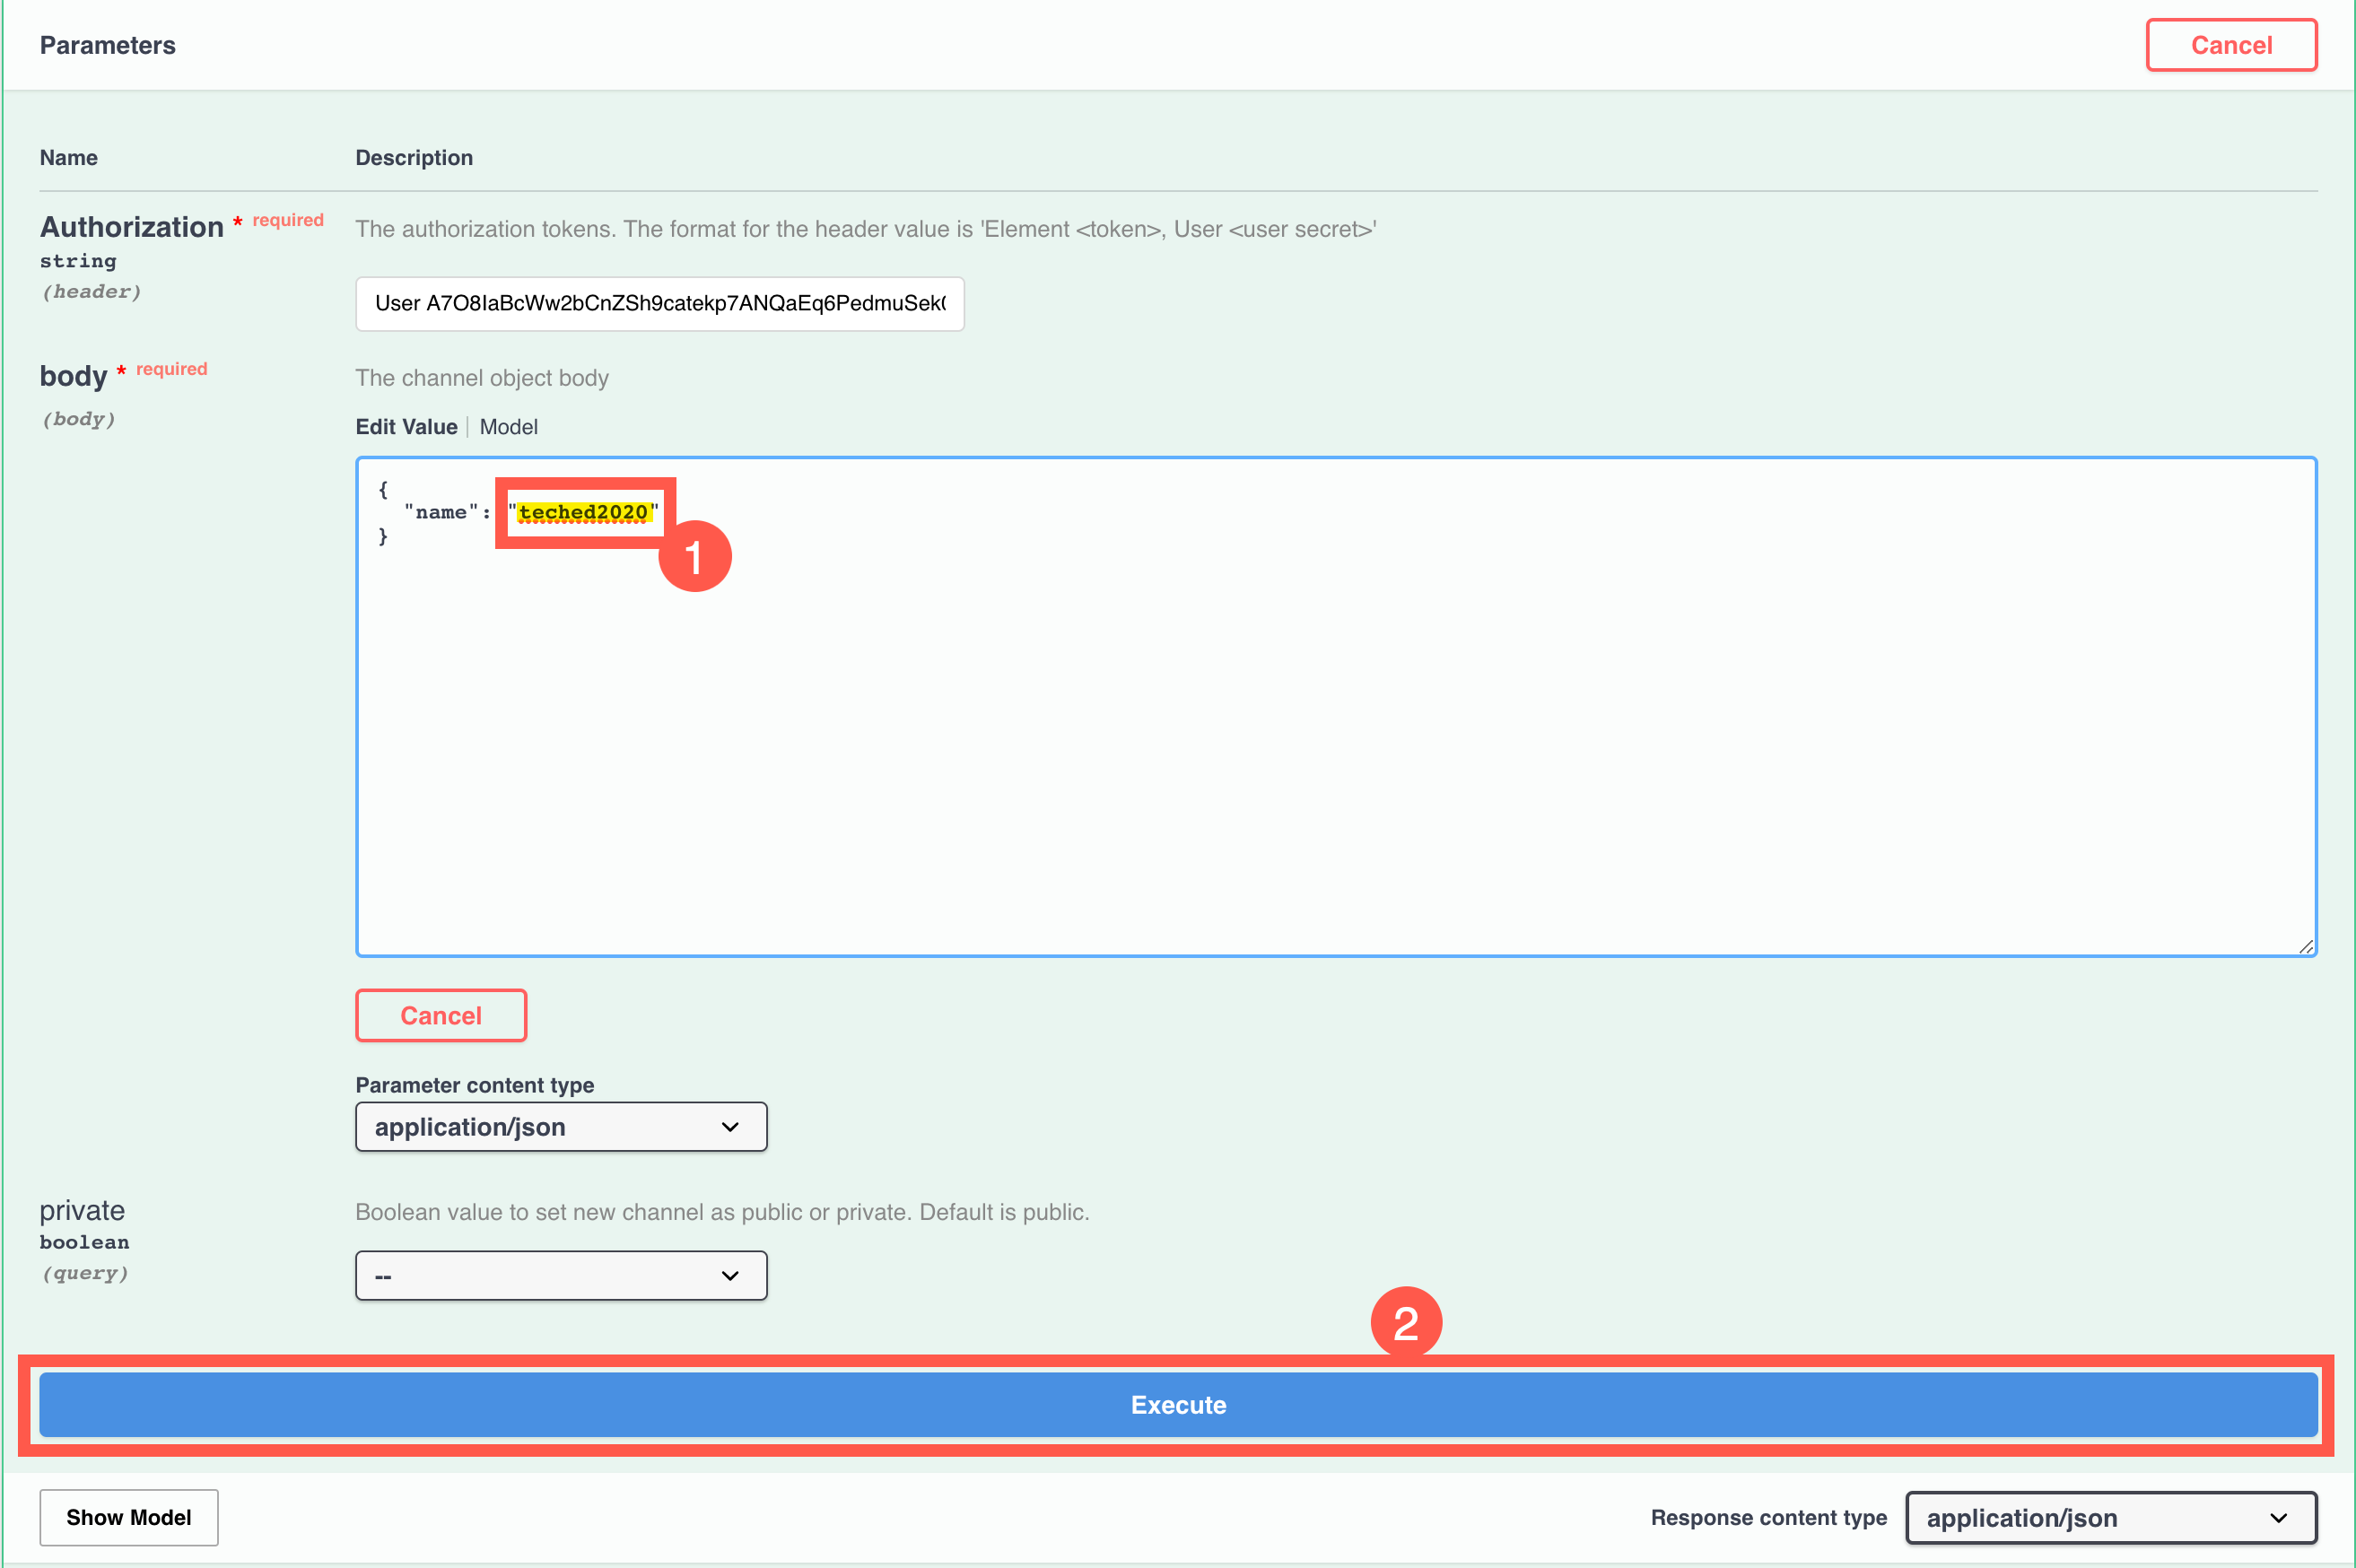 Parameters
Cancel
Name Description
Authorization * required
string
(header)
The authorization tokens. The format for the header value is 'Element <token>, User <user secret>'
User A7O8IaBcWw2bCnZSh9catekp7ANQaEq6PedmuSek
body * required
(body)
The channel object body
Edit Value | Model
{
"name": "teched2020"
}
1
Cancel
Parameter content type
application/json
private
boolean
(query)
Boolean value to set new channel as public or private. Default is public.
--
2
Execute
Show Model
Response content type application/json